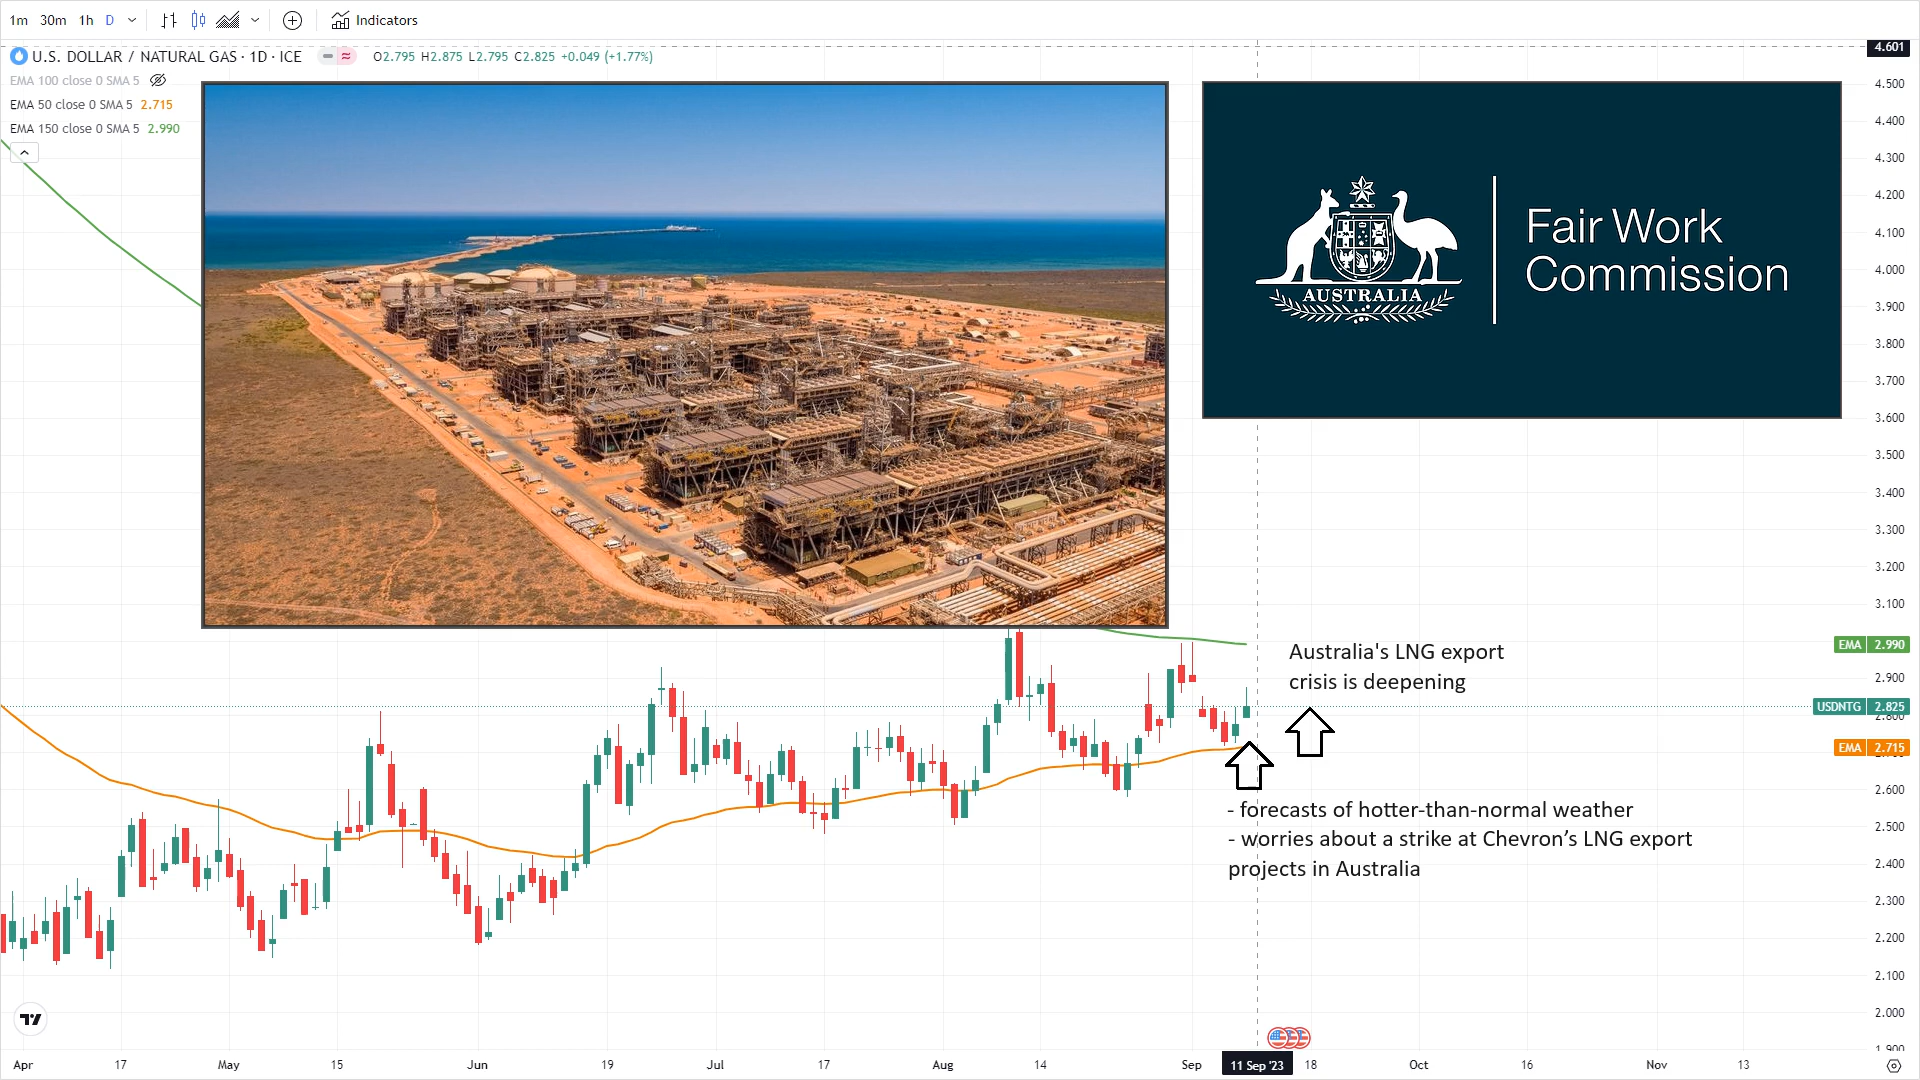 1m 30m 1h D Indicators
U.S. DOLLAR / NATURAL GAS · 1D · ICE O2.795 H2.875 L2.795 C2.825 +0.049 (+1.77%)
EMA 100 close 0 SMA 5
EMA 50 close 0 SMA 5 2.715
EMA 150 close 0 SMA 5 2.990
Fair Work
Commission
AUSTRALIA
4.601
4.500
4.400
4.300
4.200
4.100
4.000
3.900
3.800
3.700
3.600
3.500
3.400
3.300
3.200
3.100
EMA 2.990
2.900
USDNTG 2.825
2.800
EMA 2.715
2.600
2.500
2.400
2.300
2.200
2.100
2.000
1.900
Australia's LNG export
crisis is deepening
- forecasts of hotter-than-normal weather
- worries about a strike at Chevron’s LNG export
projects in Australia
Apr 17 May 15 Jun 19 Jul 17 Aug 14 Sep 11 Sep '23 18 Oct 16 Nov 13